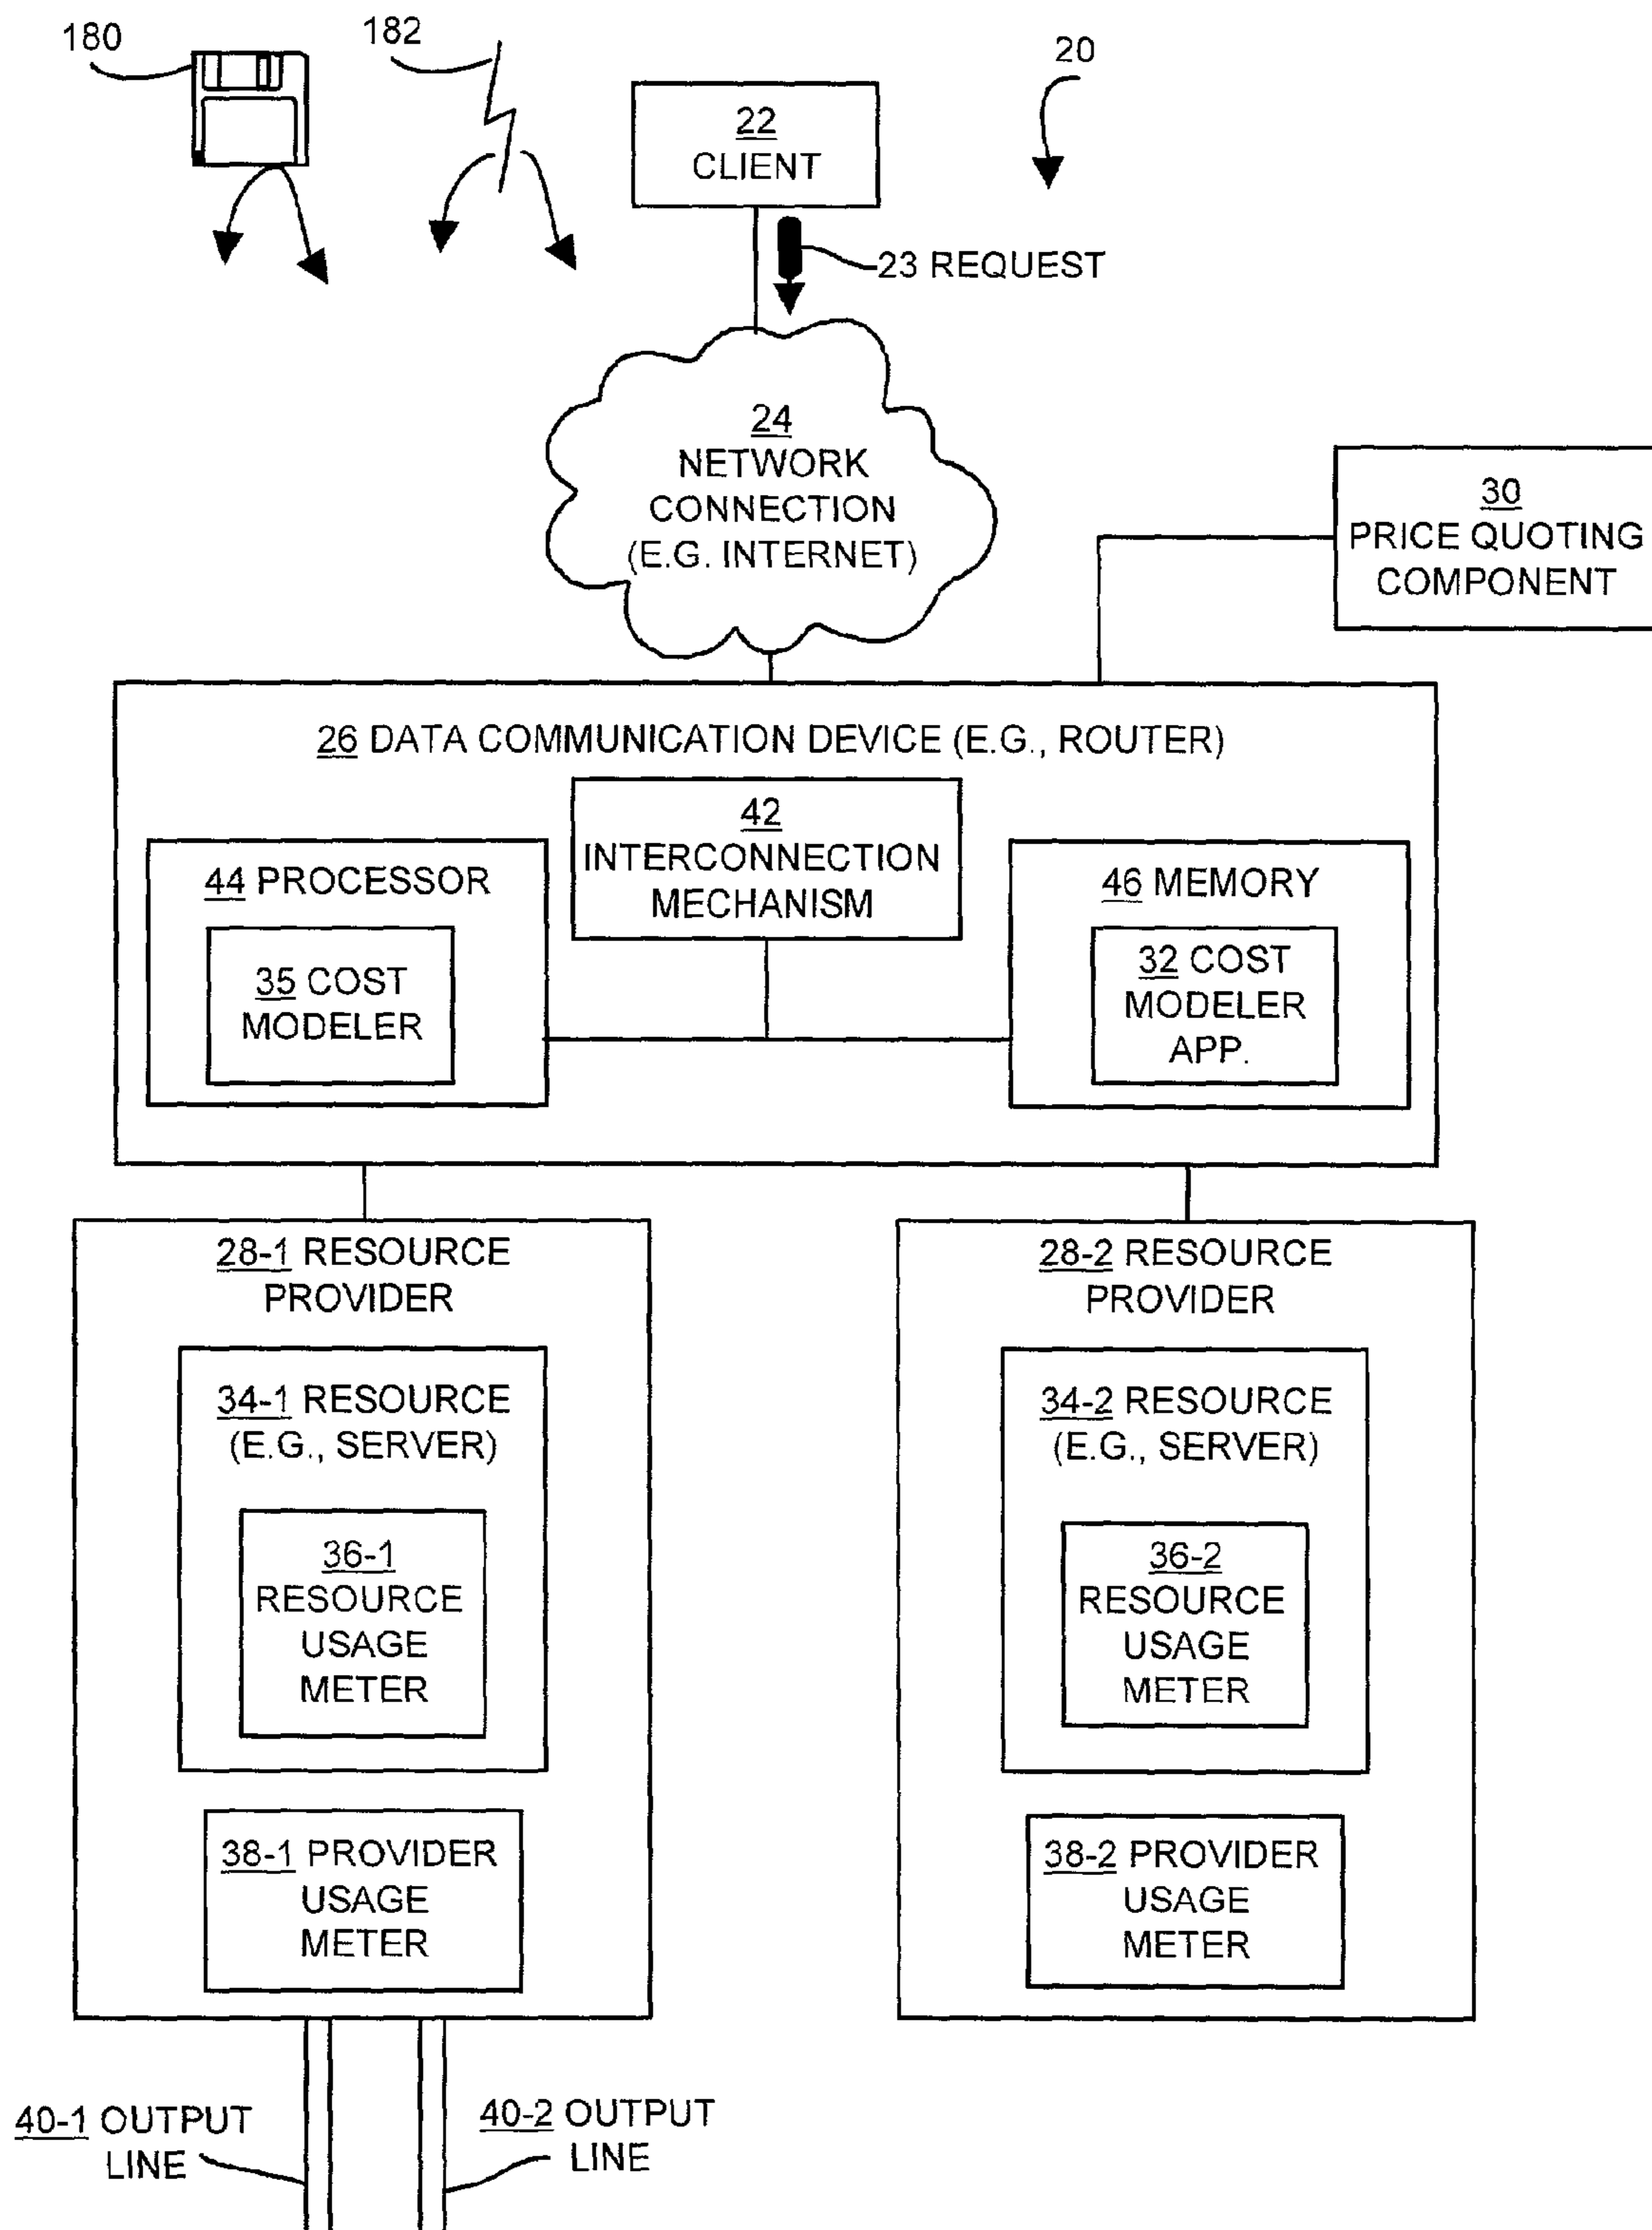 180
182
20
22
CLIENT
23 REQUEST
24
NETWORK
CONNECTION
(E.G. INTERNET)
30
PRICE QUOTING
COMPONENT
26 DATA COMMUNICATION DEVICE (E.G., ROUTER)
42
INTERCONNECTION
MECHANISM
44 PROCESSOR
35 COST
MODELER
46 MEMORY
32 COST
MODELER
APP.
28-1 RESOURCE
PROVIDER
34-1 RESOURCE
(E.G., SERVER)
36-1
RESOURCE
USAGE
METER
38-1 PROVIDER
USAGE
METER
28-2 RESOURCE
PROVIDER
34-2 RESOURCE
(E.G., SERVER)
36-2
RESOURCE
USAGE
METER
38-2 PROVIDER
USAGE
METER
40-1 OUTPUT
LINE
40-2 OUTPUT
LINE